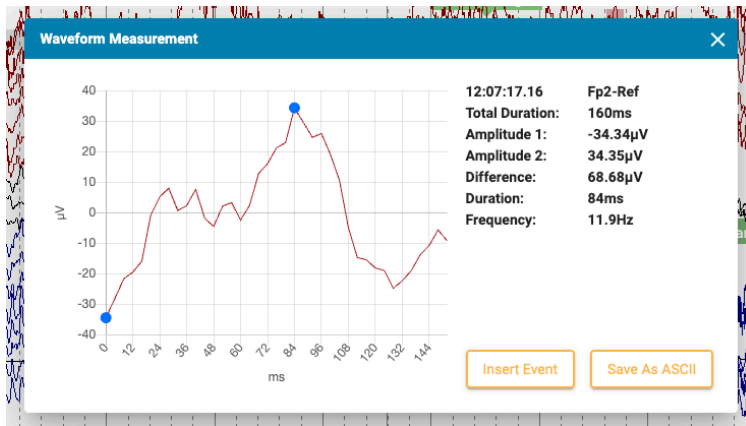 Waveform Measurement
40
30
20
10
0
-10
-20
-30
-40
µV
0 12 24 36 48 60 72 84 96 108 120 132 144
ms
12:07:17.16 Fp2-Ref
Total Duration: 160ms
Amplitude 1: -34.34µV
Amplitude 2: 34.35µV
Difference: 68.68µV
Duration: 84ms
Frequency: 11.9Hz
Insert Event Save As ASCII